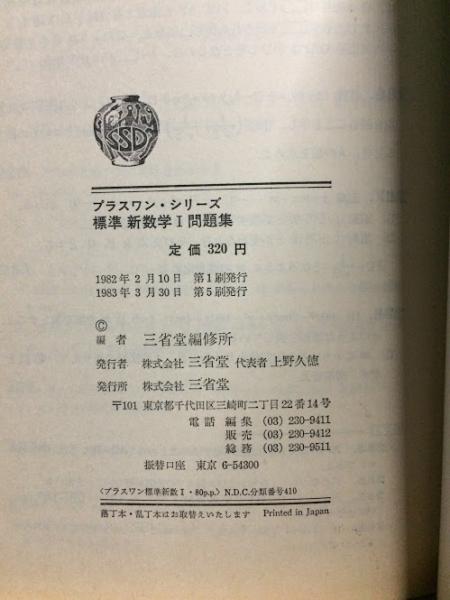 SSD
プラスワン・シリーズ
標準 新数学Ⅰ問題集
定価 320 円
1982年 2月10日 第1刷発行
1983年 3月30日 第5刷発行
©
編者 三省堂編修所
発行者 株式会社 三省堂 代表者 上野久徳
発行所 株式会社 三省堂
〒101 東京都千代田区三崎町二丁目22番14号
電話 編集 (03) 230-9411
販売 (03) 230-9412
総務 (03) 230-9511
振替口座 東京 6-54300
〈プラスワン標準新数Ⅰ・80p.p.〉 N.D.C.分類番号410
落丁本・乱丁本はお取替えいたします Printed in Japan